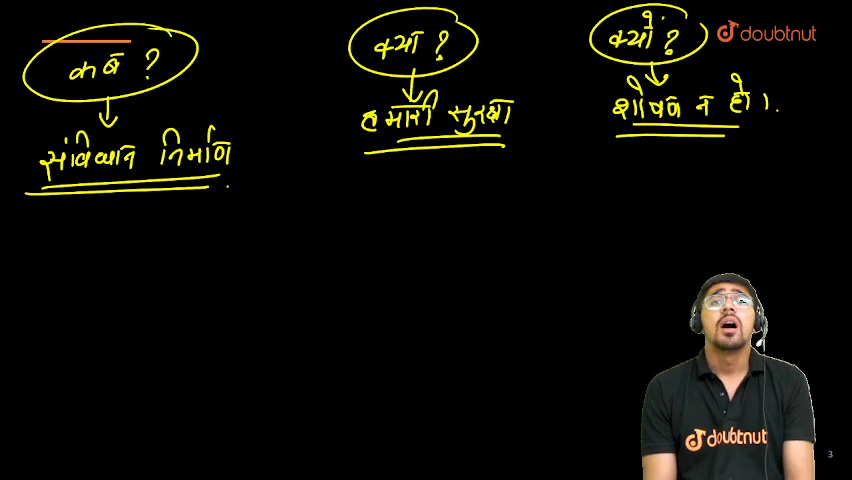 कब ?
संविधान निर्माण
क्या ?
हमारी सुरक्षा
क्यों ?
शोषण न हो ।
doubtnut
doubtnut
3